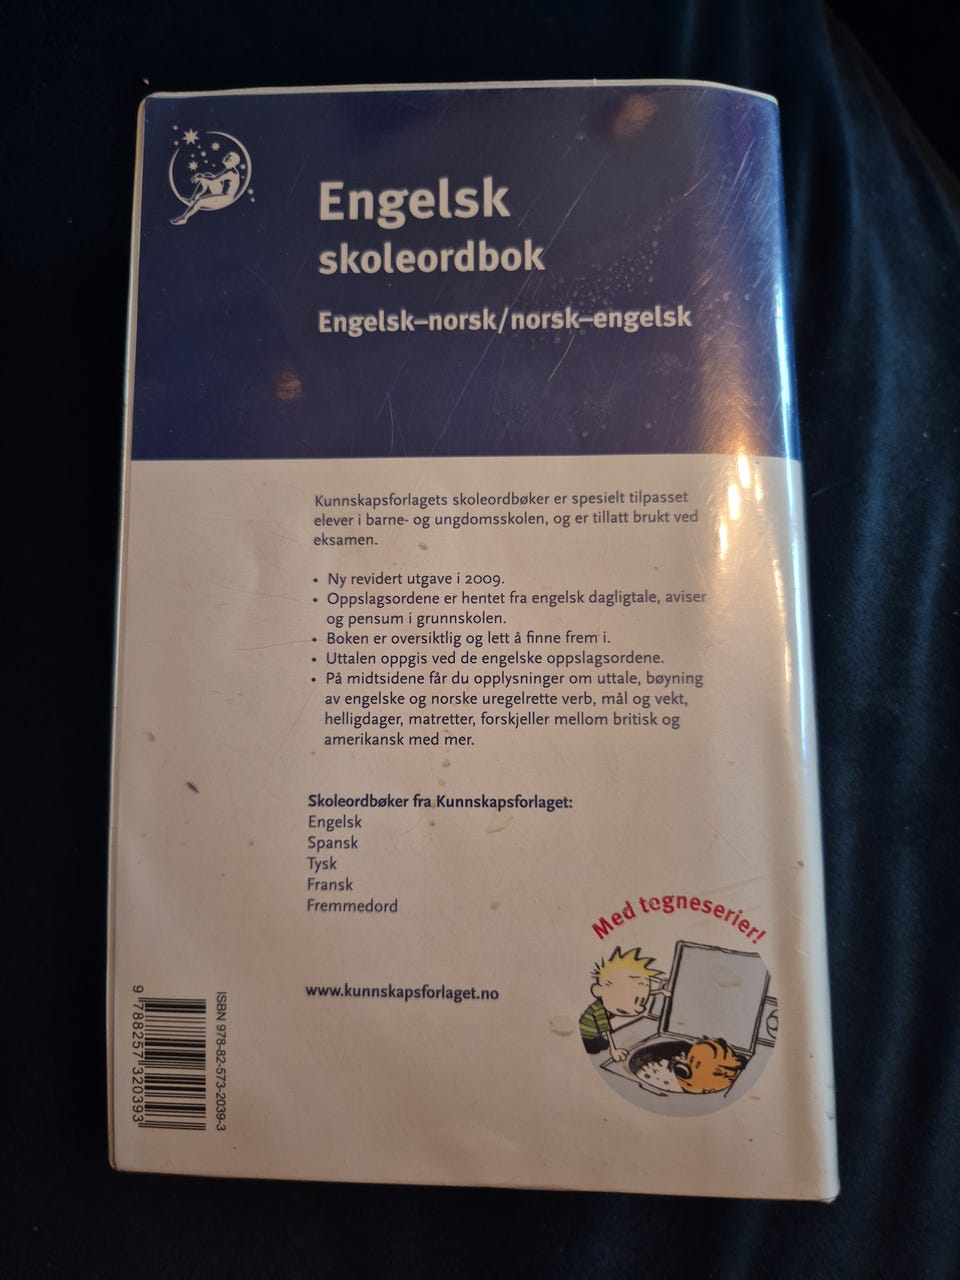 Engelsk
skoleordbok
Engelsk–norsk/norsk–engelsk
Kunnskapsforlagets skoleordbøker er spesielt tilpasset
elever i barne- og ungdomsskolen, og er tillatt brukt ved
eksamen.
• Ny revidert utgave i 2009.
• Oppslagsordene er hentet fra engelsk dagligtale, aviser
og pensum i grunnskolen.
• Boken er oversiktlig og lett å finne frem i.
• Uttalen oppgis ved de engelske oppslagsordene.
• På midtsidene får du opplysninger om uttale, bøyning
av engelske og norske uregelrette verb, mål og vekt,
helligdager, matretter, forskjeller mellom britisk og
amerikansk med mer.
Skoleordbøker fra Kunnskapsforlaget:
Engelsk
Spansk
Tysk
Fransk
Fremmedord
Med tegneserier!
www.kunnskapsforlaget.no
ISBN 978-82-573-2039-3
9 788257 320393